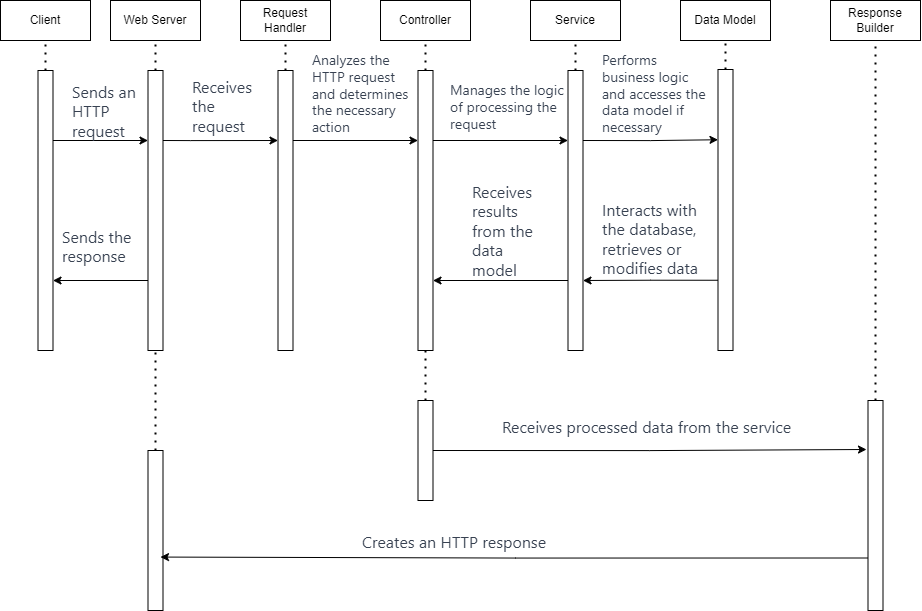 Client
Web Server
Request
Handler
Controller
Service
Data Model
Response
Builder
Sends an
HTTP
request
Receives
the
request
Analyzes the
HTTP request
and determines
the necessary
action
Manages the logic
of processing the
request
Performs
business logic
and accesses the
data model if
necessary
Sends the
response
Receives
results
from the
data
model
Interacts with
the database,
retrieves or
modifies data
Receives processed data from the service
Creates an HTTP response